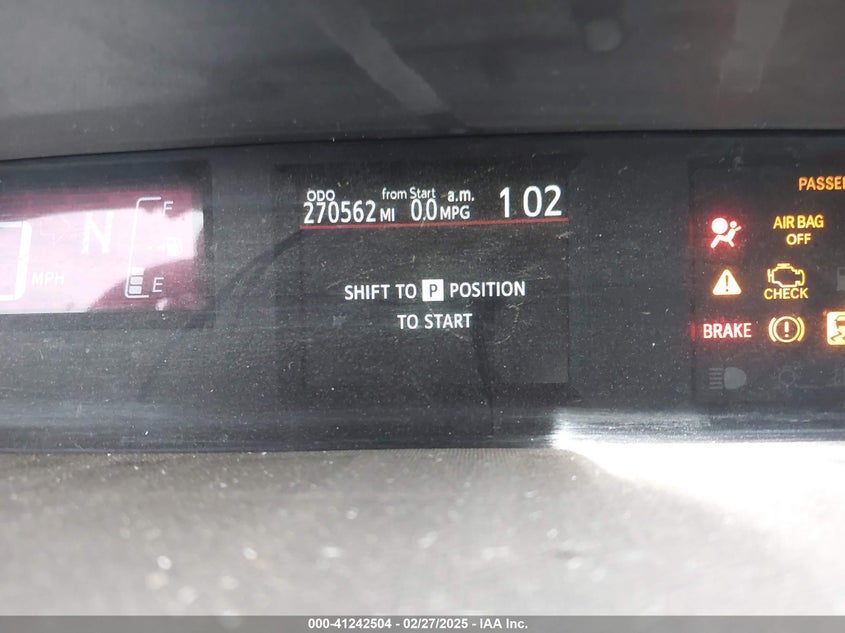 ODO from Start a.m.
270562 MI 0.0 MPG 1 02
SHIFT TO P POSITION
TO START
N
F
MPH
E
AIR BAG
OFF
CHECK
BRAKE
000-41242504 - 02/27/2025 - IAA Inc.